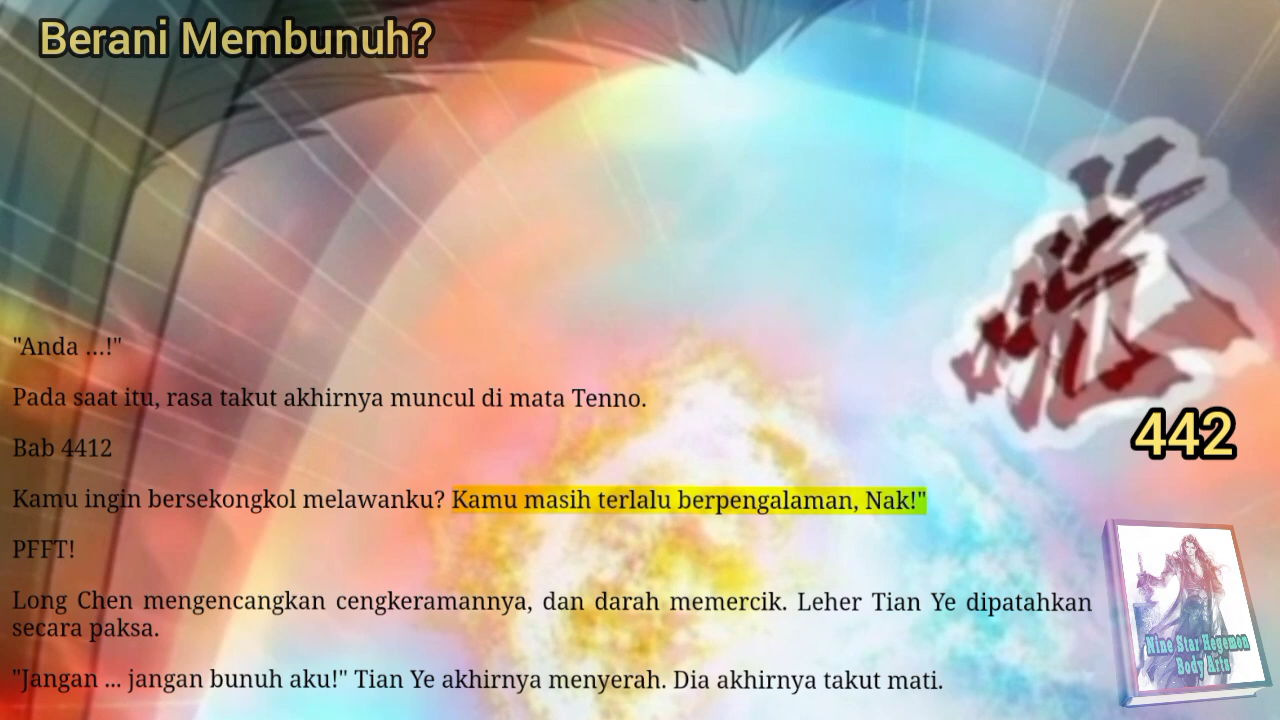 Berani Membunuh?
"Anda ...!"
Pada saat itu, rasa takut akhirnya muncul di mata Tenno.
Bab 4412
Kamu ingin bersekongkol melawanku? Kamu masih terlalu berpengalaman, Nak!"
PFFT!
Long Chen mengencangkan cengkeramannya, dan darah memercik. Leher Tian Ye dipatahkan
secara paksa.
"Jangan ... jangan bunuh aku!" Tian Ye akhirnya menyerah. Dia akhirnya takut mati.
442
Nine Star Hegemon
Body Arts